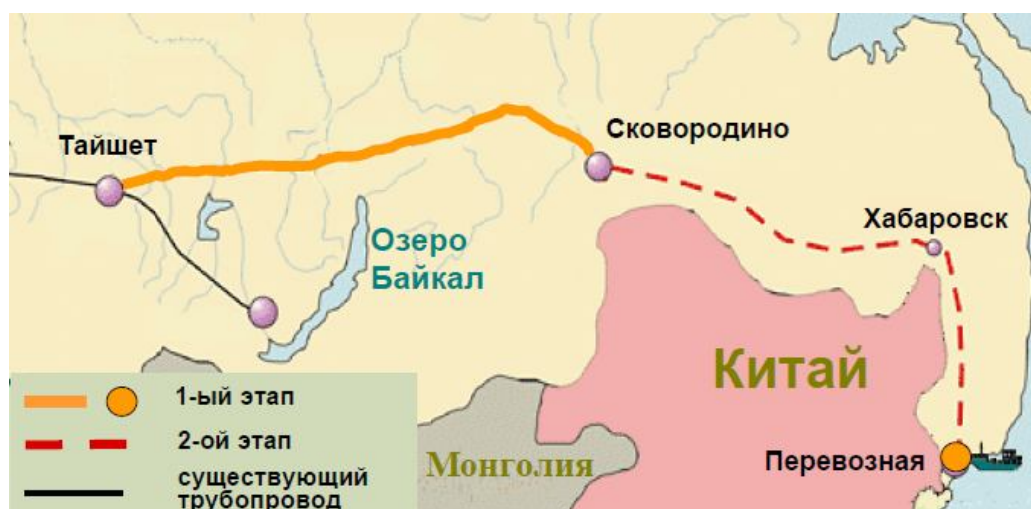 Тайшет
Сковородино
Хабаровск
Озеро
Байкал
Китай
1-ый этап
2-ой этап
существующий
трубопровод
Монголия
Перевозная